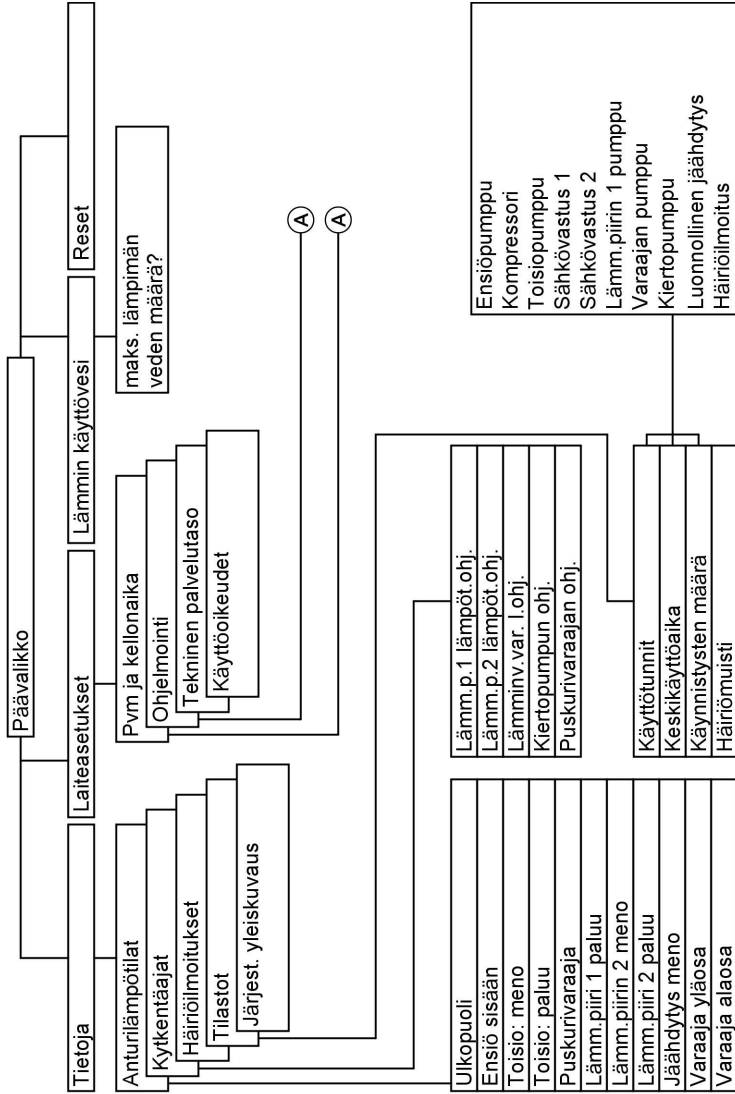 Päävalikko
Tietoja
Laiteasetukset
Lämmin käyttövesi
Reset
Anturilämpötilat
Kytkentäajat
Häiriöilmoitukset
Tilastot
Järjest. yleiskuvaus
Pvm ja kellonaika
Ohjelmointi
Tekninen palvelutaso
Käyttöoikeudet
maks. lämpimän
veden määrä?
A
A
Ulkopuoli
Ensiö sisään
Toisio: meno
Toisio: paluu
Puskurivaraaja
Lämm.piiri 1 paluu
Lämm.piirin 2 meno
Lämm.piiri 2 paluu
Jäähdytys meno
Varaaja yläosa
Varaaja alaosa
Lämm.p.1 lämpöt.ohj.
Lämm.p.2 lämpöt.ohj.
Lämminv.var. l.ohj.
Kiertopumpun ohj.
Puskurivaraajan ohj.
Käyttötunnit
Keskikäyttöaika
Käynnistysten määrä
Häiriömuisti
Ensiöpumppu
Kompressori
Toisiopumppu
Sähkövastus 1
Sähkövastus 2
Lämm.piirin 1 pumppu
Varaajan pumppu
Kiertopumppu
Luonnollinen jäähdytys
Häiriöilmoitus